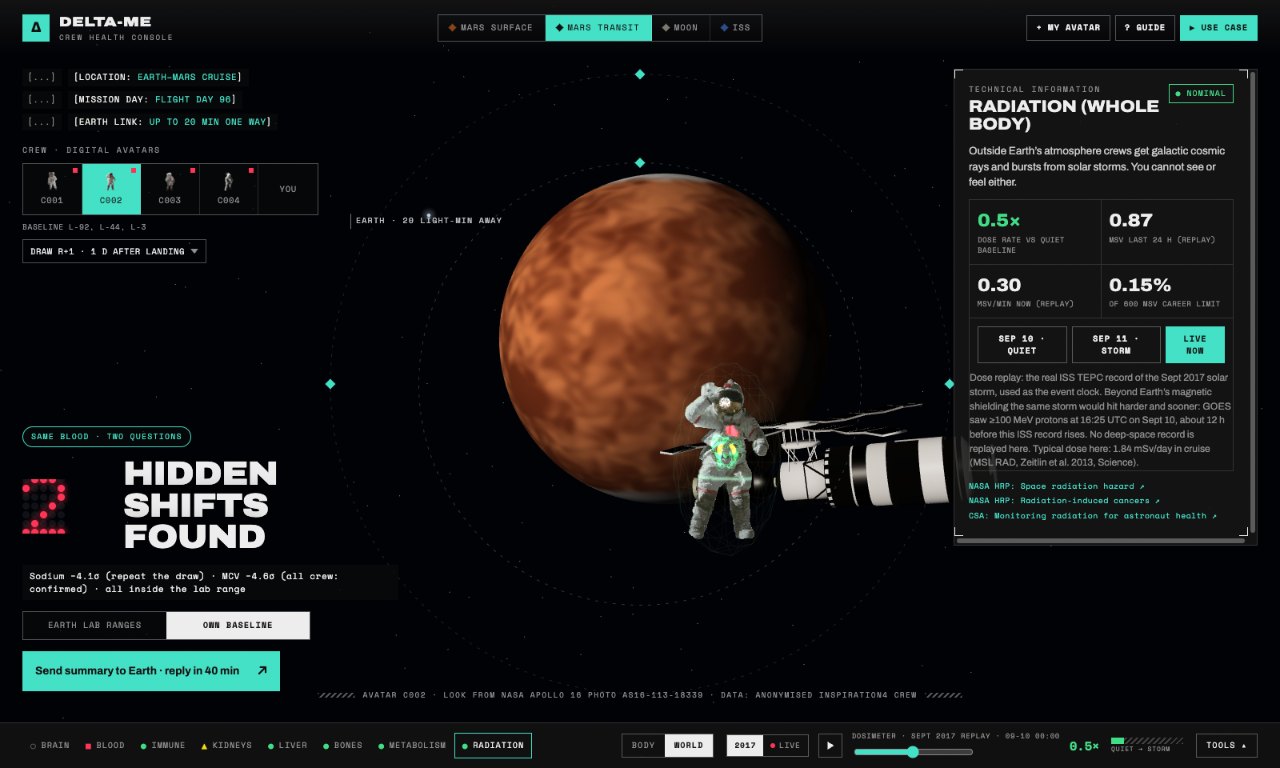 Δ
DELTA-ME
CREW HEALTH CONSOLE
MARS SURFACE
MARS TRANSIT
MOON
ISS
+ MY AVATAR
? GUIDE
▶ USE CASE
[...] [LOCATION: EARTH–MARS CRUISE]
[...] [MISSION DAY: FLIGHT DAY 96]
[...] [EARTH LINK: UP TO 20 MIN ONE WAY]
CREW · DIGITAL AVATARS
C001
C002
C003
C004
YOU
BASELINE L-92, L-44, L-3
DRAW R+1 · 1 D AFTER LANDING
EARTH · 20 LIGHT-MIN AWAY
SAME BLOOD · TWO QUESTIONS
2
HIDDEN
SHIFTS
FOUND
Sodium −4.1σ (repeat the draw) · MCV −4.6σ (all crew:
confirmed) · all inside the lab range
EARTH LAB RANGES
OWN BASELINE
Send summary to Earth · reply in 40 min ↗
TECHNICAL INFORMATION
● NOMINAL
RADIATION (WHOLE
BODY)
Outside Earth's atmosphere crews get galactic cosmic
rays and bursts from solar storms. You cannot see or
feel either.
0.5×
DOSE RATE VS QUIET
BASELINE
0.87
MSV LAST 24 H (REPLAY)
0.30
MSV/MIN NOW (REPLAY)
0.15%
OF 600 MSV CAREER LIMIT
SEP 10 ·
QUIET
SEP 11 ·
STORM
LIVE
NOW
Dose replay: the real ISS TEPC record of the Sept 2017 solar
storm, used as the event clock. Beyond Earth's magnetic
shielding the same storm would hit harder and sooner: GOES
saw ≥100 MeV protons at 16:25 UTC on Sept 10, about 12 h
before this ISS record rises. No deep-space record is
replayed here. Typical dose here: 1.84 mSv/day in cruise
(MSL RAD, Zeitlin et al. 2013, Science).
NASA HRP: Space radiation hazard ↗
NASA HRP: Radiation-induced cancers ↗
CSA: Monitoring radiation for astronaut health ↗
AVATAR C002 · LOOK FROM NASA APOLLO 16 PHOTO AS16-113-18339 · DATA: ANONYMISED INSPIRATION4 CREW
BRAIN
BLOOD
IMMUNE
KIDNEYS
LIVER
BONES
METABOLISM
RADIATION
BODY
WORLD
2017
LIVE
DOSIMETER · SEPT 2017 REPLAY · 09-10 00:00
0.5×
QUIET → STORM
TOOLS ▴